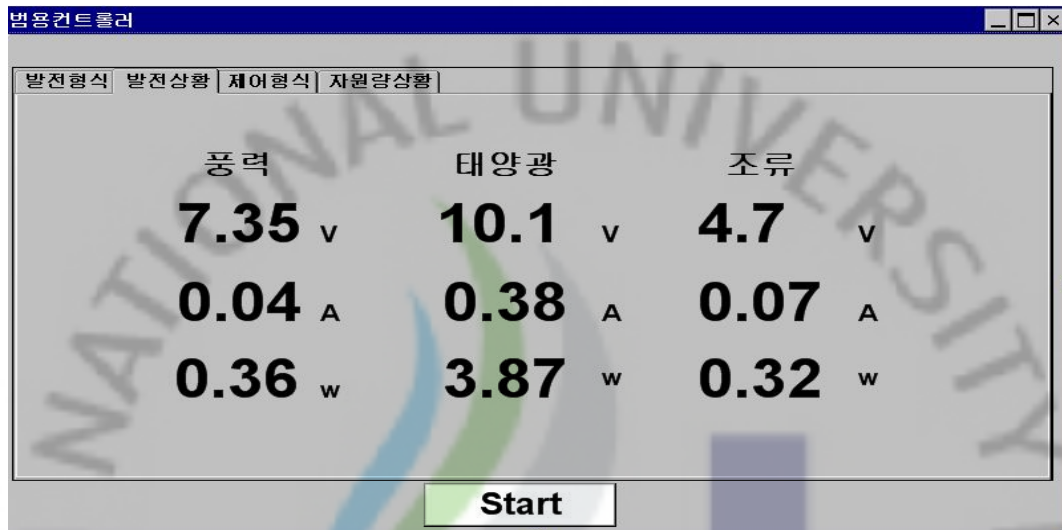 범용컨트롤러
발전형식 발전상황 제어형식 자원량상황
풍력 태양광 조류
7.35 V 10.1 V 4.7 V
0.04 A 0.38 A 0.07 A
0.36 W 3.87 W 0.32 W
Start
NATIONAL UNIVERSITY